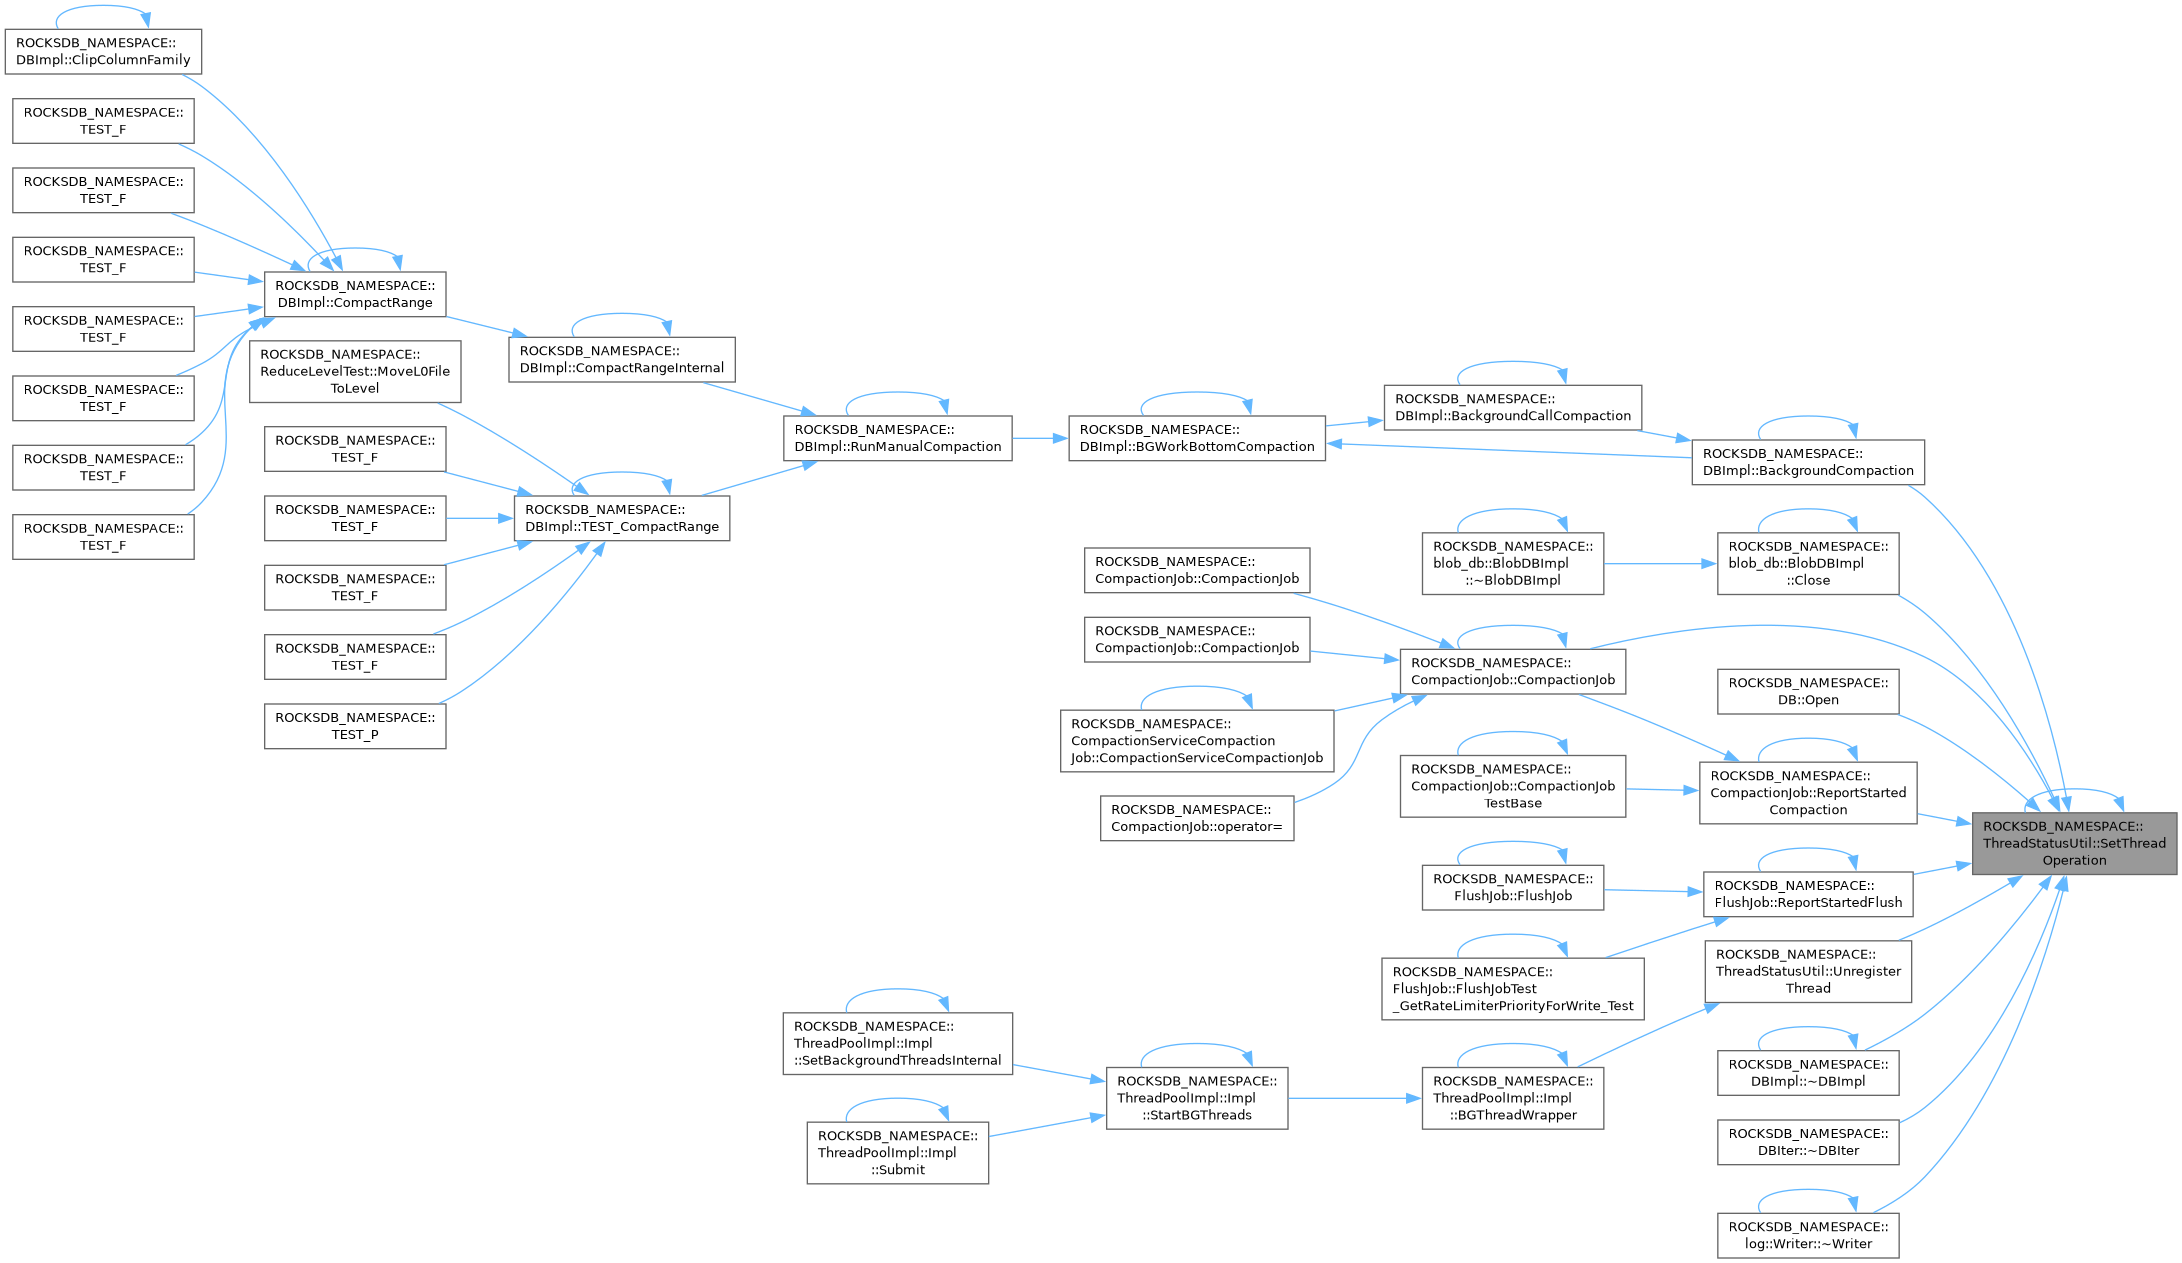 ROCKSDB_NAMESPACE::
DBImpl::ClipColumnFamily
ROCKSDB_NAMESPACE::
TEST_F
ROCKSDB_NAMESPACE::
TEST_F
ROCKSDB_NAMESPACE::
TEST_F
ROCKSDB_NAMESPACE::
TEST_F
ROCKSDB_NAMESPACE::
TEST_F
ROCKSDB_NAMESPACE::
TEST_F
ROCKSDB_NAMESPACE::
TEST_F
ROCKSDB_NAMESPACE::
DBImpl::CompactRange
ROCKSDB_NAMESPACE::
ReduceLevelTest::MoveL0File
ToLevel
ROCKSDB_NAMESPACE::
TEST_F
ROCKSDB_NAMESPACE::
TEST_F
ROCKSDB_NAMESPACE::
TEST_F
ROCKSDB_NAMESPACE::
TEST_F
ROCKSDB_NAMESPACE::
TEST_P
ROCKSDB_NAMESPACE::
DBImpl::CompactRangeInternal
ROCKSDB_NAMESPACE::
DBImpl::TEST_CompactRange
ROCKSDB_NAMESPACE::
DBImpl::RunManualCompaction
ROCKSDB_NAMESPACE::
ThreadPoolImpl::Impl
::SetBackgroundThreadsInternal
ROCKSDB_NAMESPACE::
ThreadPoolImpl::Impl
::Submit
ROCKSDB_NAMESPACE::
DBImpl::BGWorkBottomCompaction
ROCKSDB_NAMESPACE::
CompactionJob::CompactionJob
ROCKSDB_NAMESPACE::
CompactionJob::CompactionJob
ROCKSDB_NAMESPACE::
CompactionServiceCompaction
Job::CompactionServiceCompactionJob
ROCKSDB_NAMESPACE::
CompactionJob::operator=
ROCKSDB_NAMESPACE::
ThreadPoolImpl::Impl
::StartBGThreads
ROCKSDB_NAMESPACE::
DBImpl::BackgroundCallCompaction
ROCKSDB_NAMESPACE::
blob_db::BlobDBImpl
::~BlobDBImpl
ROCKSDB_NAMESPACE::
CompactionJob::CompactionJob
ROCKSDB_NAMESPACE::
CompactionJob::CompactionJob
TestBase
ROCKSDB_NAMESPACE::
FlushJob::FlushJob
ROCKSDB_NAMESPACE::
FlushJob::FlushJobTest
_GetRateLimiterPriorityForWrite_Test
ROCKSDB_NAMESPACE::
ThreadPoolImpl::Impl
::BGThreadWrapper
ROCKSDB_NAMESPACE::
DBImpl::BackgroundCompaction
ROCKSDB_NAMESPACE::
blob_db::BlobDBImpl
::Close
ROCKSDB_NAMESPACE::
DB::Open
ROCKSDB_NAMESPACE::
CompactionJob::ReportStarted
Compaction
ROCKSDB_NAMESPACE::
FlushJob::ReportStartedFlush
ROCKSDB_NAMESPACE::
ThreadStatusUtil::Unregister
Thread
ROCKSDB_NAMESPACE::
DBImpl::~DBImpl
ROCKSDB_NAMESPACE::
DBIter::~DBIter
ROCKSDB_NAMESPACE::
log::Writer::~Writer
ROCKSDB_NAMESPACE::
ThreadStatusUtil::SetThread
Operation